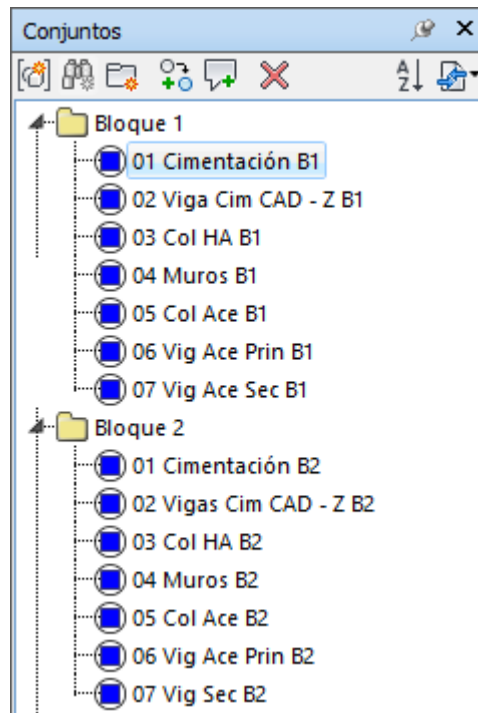 Conjuntos
Bloque 1
01 Cimentación B1
02 Viga Cim CAD - Z B1
03 Col HA B1
04 Muros B1
05 Col Ace B1
06 Vig Ace Prin B1
07 Vig Ace Sec B1
Bloque 2
01 Cimentación B2
02 Vigas Cim CAD - Z B2
03 Col HA B2
04 Muros B2
05 Col Ace B2
06 Vig Ace Prin B2
07 Vig Sec B2